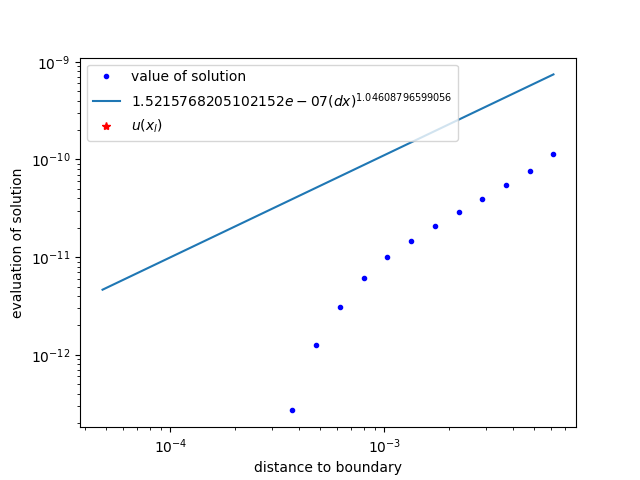 10⁻⁹
10⁻¹⁰
10⁻¹¹
10⁻¹²
evaluation of solution
value of solution
1.5215768205102152e − 07(dx)^1.04608796599056
u(x_l)
10⁻⁴
10⁻³
distance to boundary